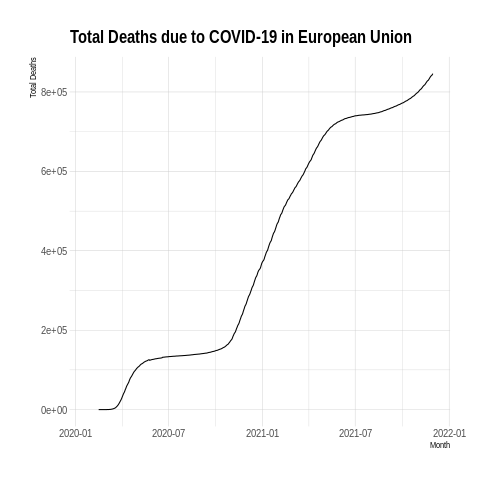 Total Deaths due to COVID-19 in European Union
Total Deaths
8e+05
6e+05
4e+05
2e+05
0e+00
2020-01 2020-07 2021-01 2021-07 2022-01
Month